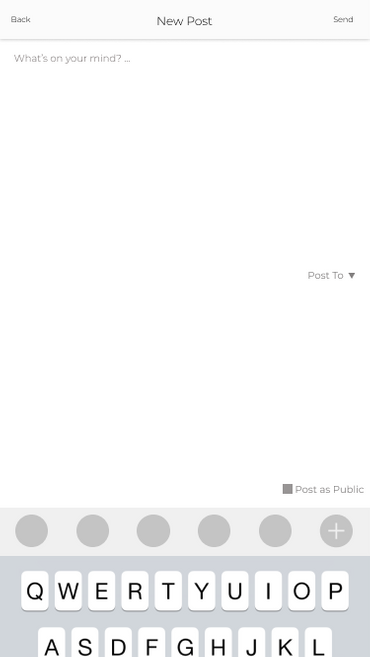 Back New Post Send
What's on your mind? ...
Post To ▼
Post as Public
Q W E R T Y U I O P
A S D F G H J K L